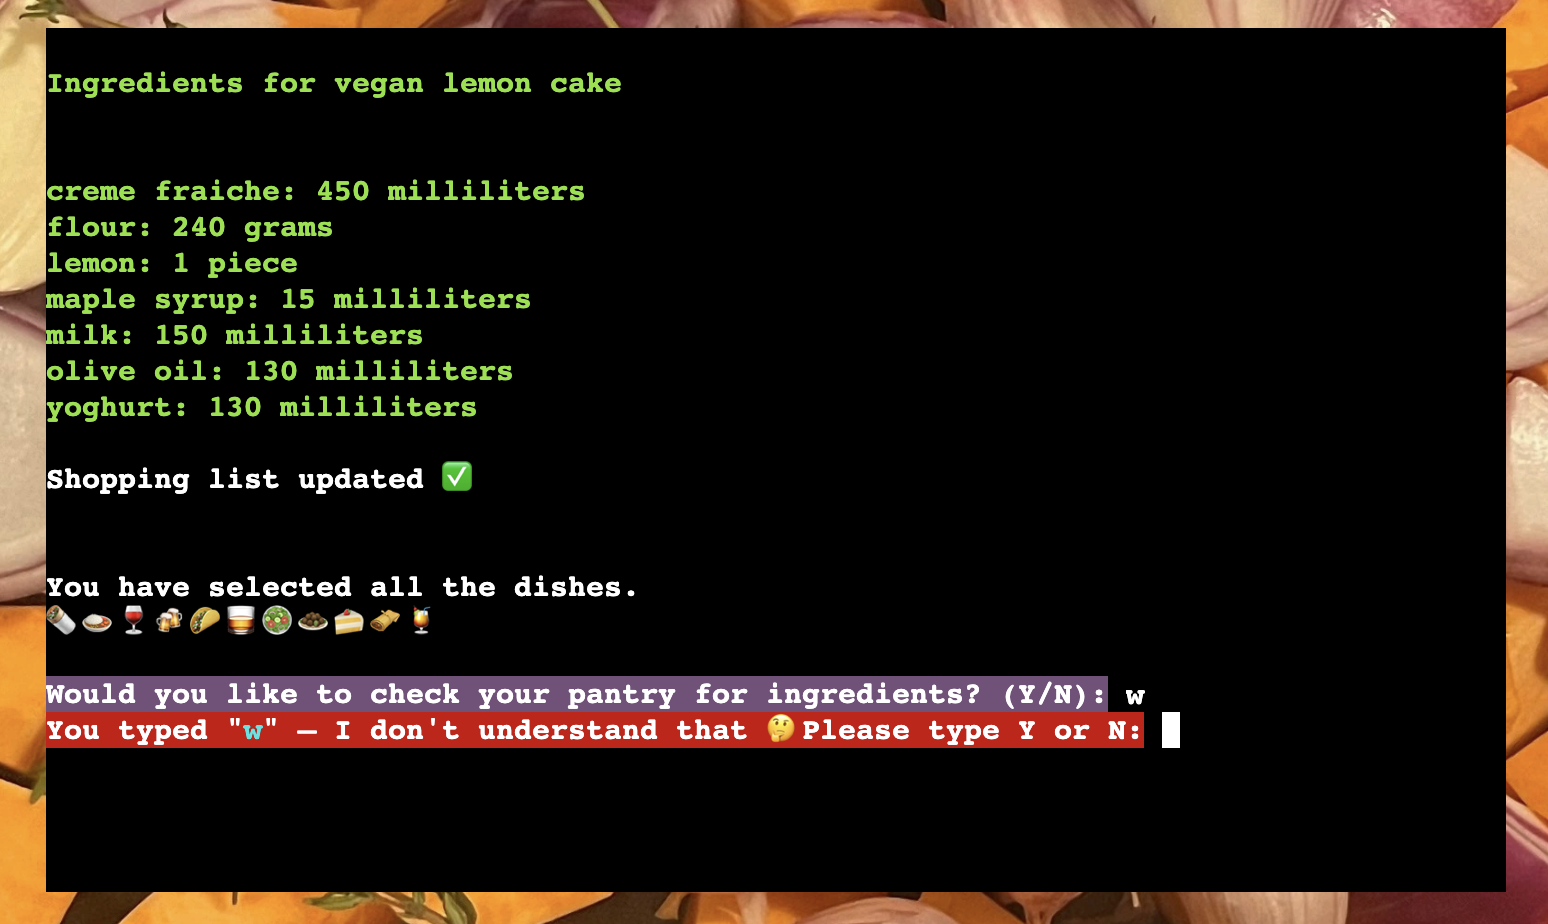 Ingredients for vegan lemon cake
creme fraiche: 450 milliliters
flour: 240 grams
lemon: 1 piece
maple syrup: 15 milliliters
milk: 150 milliliters
olive oil: 130 milliliters
yoghurt: 130 milliliters
Shopping list updated ✅
You have selected all the dishes.
🌯🍛🍷🍻🌮🥃🥗🧆🍰🫔🍹
Would you like to check your pantry for ingredients? (Y/N): w
You typed "w" – I don't understand that 🤔Please type Y or N: